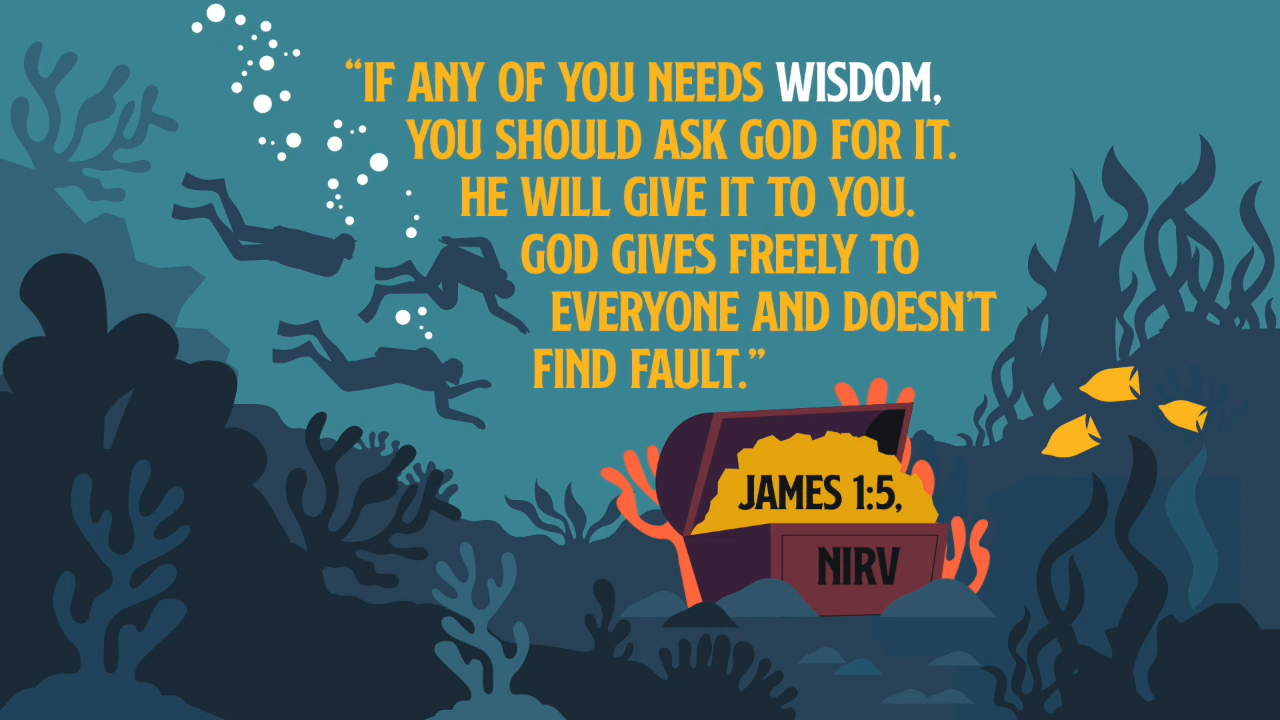 “IF ANY OF YOU NEEDS WISDOM,
YOU SHOULD ASK GOD FOR IT.
HE WILL GIVE IT TO YOU.
GOD GIVES FREELY TO
EVERYONE AND DOESN’T
FIND FAULT.”
JAMES 1:5,
NIRV